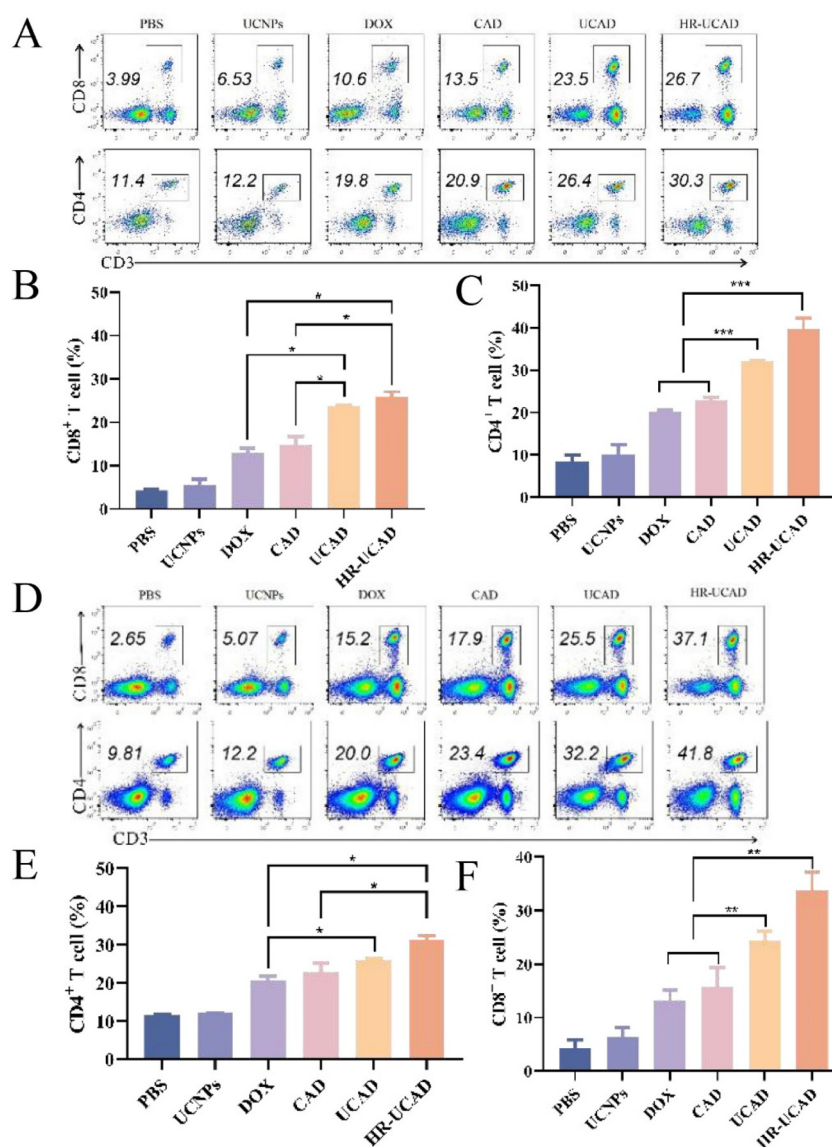 A
PBS UCNPs DOX CAD UCAD HR-UCAD
CD8
3.99 6.53 10.6 13.5 23.5 26.7
CD4
11.4 12.2 19.8 20.9 26.4 30.3
CD3
B
CD8+ T cell (%)
50
40
30
20
10
0
* * * *
PBS UCNPs DOX CAD UCAD HR-UCAD
C
CD4+ T cell (%)
50
40
30
20
10
0
***
***
PBS UCNPs DOX CAD UCAD HR-UCAD
D
PBS UCNPs DOX CAD UCAD HR-UCAD
CD8
2.65 5.07 15.2 17.9 25.5 37.1
CD4
9.81 12.2 20.0 23.4 32.2 41.8
CD3
E
CD4+ T cell (%)
50
40
30
20
10
0
*
*
*
PBS UCNPs DOX CAD UCAD HR-UCAD
F
CD8+ T cell (%)
40
30
20
10
0
**
**
PBS UCNPs DOX CAD UCAD HR-UCAD